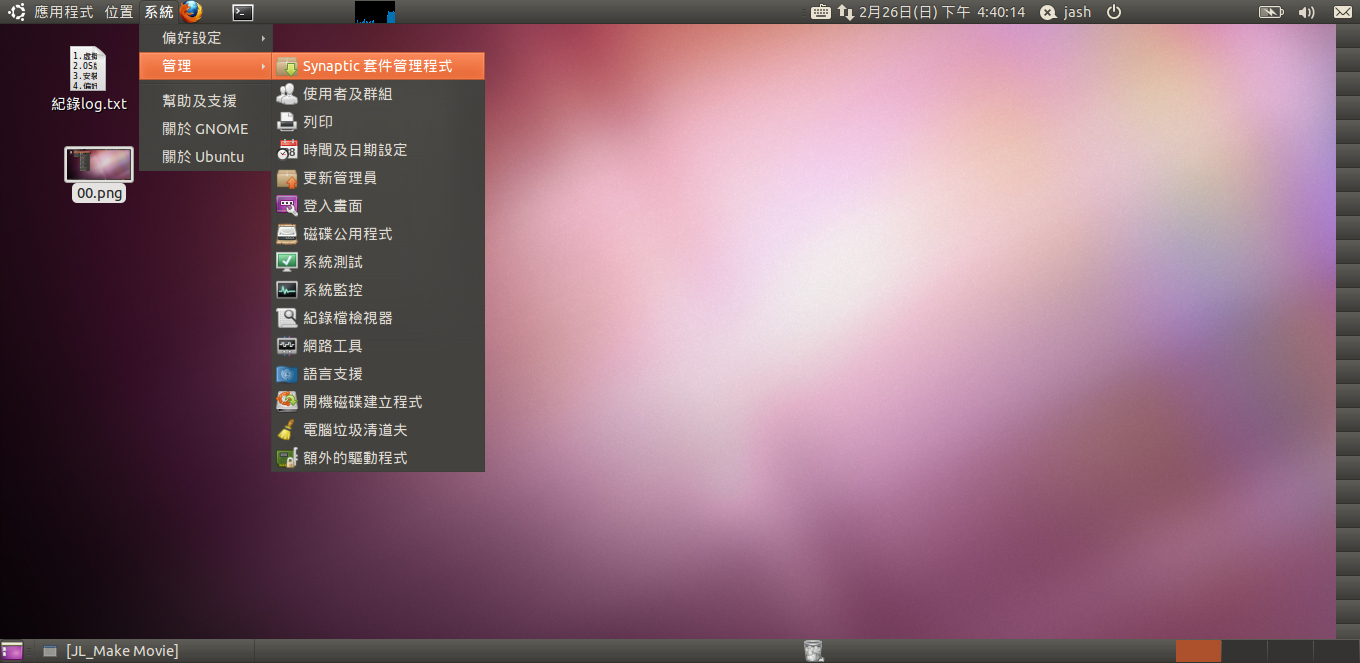 應用程式 位置 系統 2月26日(日) 下午 4:40:14 jash
偏好設定
管理
幫助及支援
關於 GNOME
關於 Ubuntu
Synaptic 套件管理程式
使用者及群組
列印
時間及日期設定
更新管理員
登入畫面
磁碟公用程式
系統測試
系統監控
紀錄檔檢視器
網路工具
語言支援
開機磁碟建立程式
電腦垃圾清道夫
額外的驅動程式
1.虛擬
2.OS
3.安裝
4.偏好
紀錄log.txt
00.png
[JL_Make Movie]